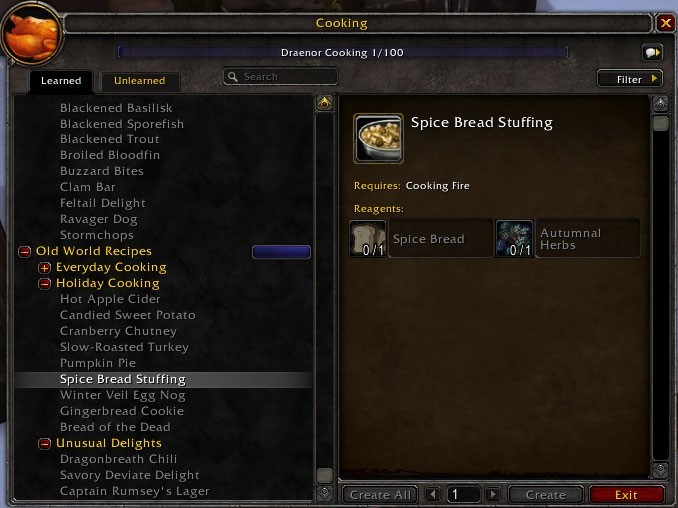 Cooking
Draenor Cooking 1/100
Learned
Unlearned
Search
Filter
Blackened Basilisk
Blackened Sporefish
Blackened Trout
Broiled Bloodfin
Buzzard Bites
Clam Bar
Feltail Delight
Ravager Dog
Stormchops
Old World Recipes
Everyday Cooking
Holiday Cooking
Hot Apple Cider
Candied Sweet Potato
Cranberry Chutney
Slow-Roasted Turkey
Pumpkin Pie
Spice Bread Stuffing
Winter Veil Egg Nog
Gingerbread Cookie
Bread of the Dead
Unusual Delights
Dragonbreath Chili
Savory Deviate Delight
Captain Rumsey's Lager
Spice Bread Stuffing
Requires: Cooking Fire
Reagents:
0/1
Spice Bread
0/1
Autumnal
Herbs
Create All
1
Create
Exit